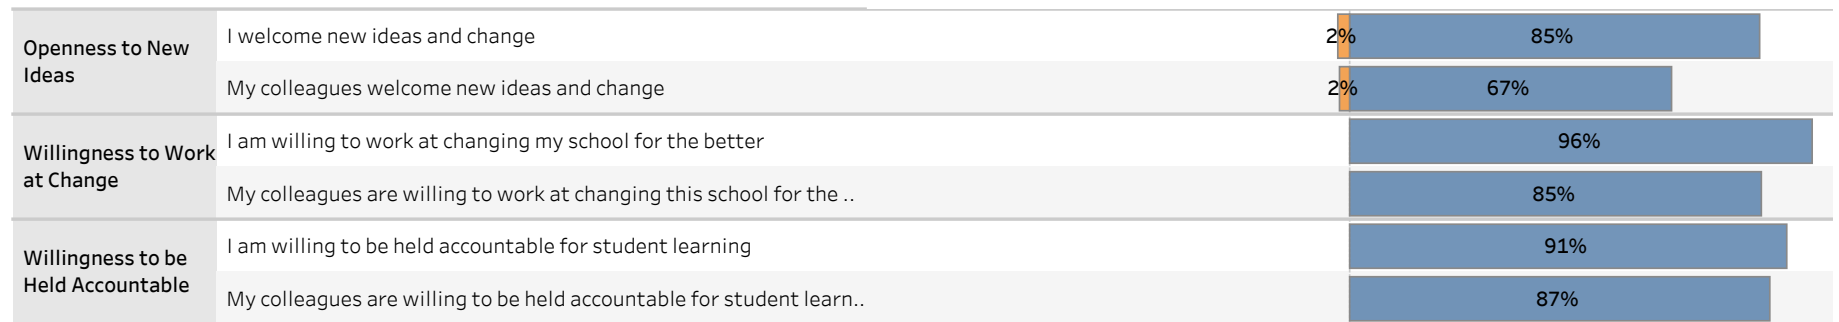 Openness to New
Ideas
I welcome new ideas and change
2%
85%
My colleagues welcome new ideas and change
2%
67%
Willingness to Work
at Change
I am willing to work at changing my school for the better
96%
My colleagues are willing to work at changing this school for the ..
85%
Willingness to be
Held Accountable
I am willing to be held accountable for student learning
91%
My colleagues are willing to be held accountable for student learn..
87%